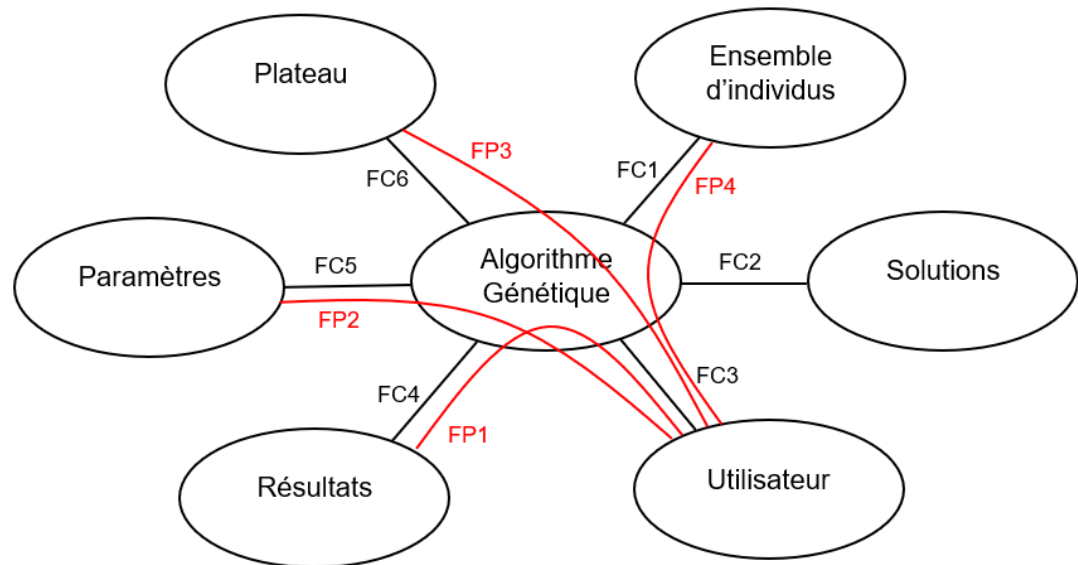 Plateau
Ensemble
d'individus
FP3
FC6
FC1
FP4
Paramètres
FC5
Algorithme
Génétique
FC2
Solutions
FP2
FC4
FP1
FC3
Résultats
Utilisateur